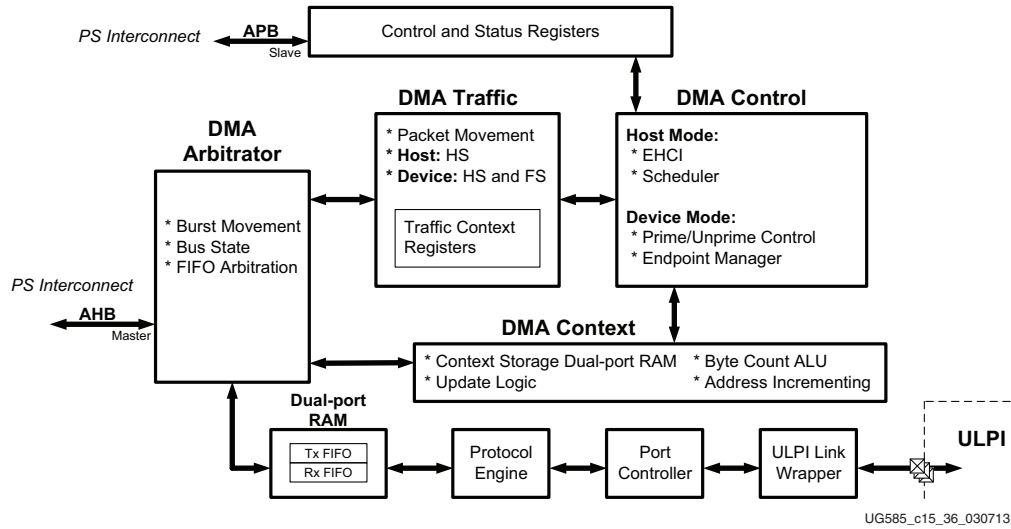 PS Interconnect
APB
Slave
Control and Status Registers
DMA Traffic
* Packet Movement
* Host: HS
* Device: HS and FS
Traffic Context
Registers
DMA Control
Host Mode:
* EHCI
* Scheduler
Device Mode:
* Prime/Unprime Control
* Endpoint Manager
DMA
Arbitrator
* Burst Movement
* Bus State
* FIFO Arbitration
PS Interconnect
AHB
Master
DMA Context
* Context Storage Dual-port RAM
* Update Logic
* Byte Count ALU
* Address Incrementing
Dual-port
RAM
Tx FIFO
Rx FIFO
Protocol
Engine
Port
Controller
ULPI Link
Wrapper
ULPI
UG585_c15_36_030713